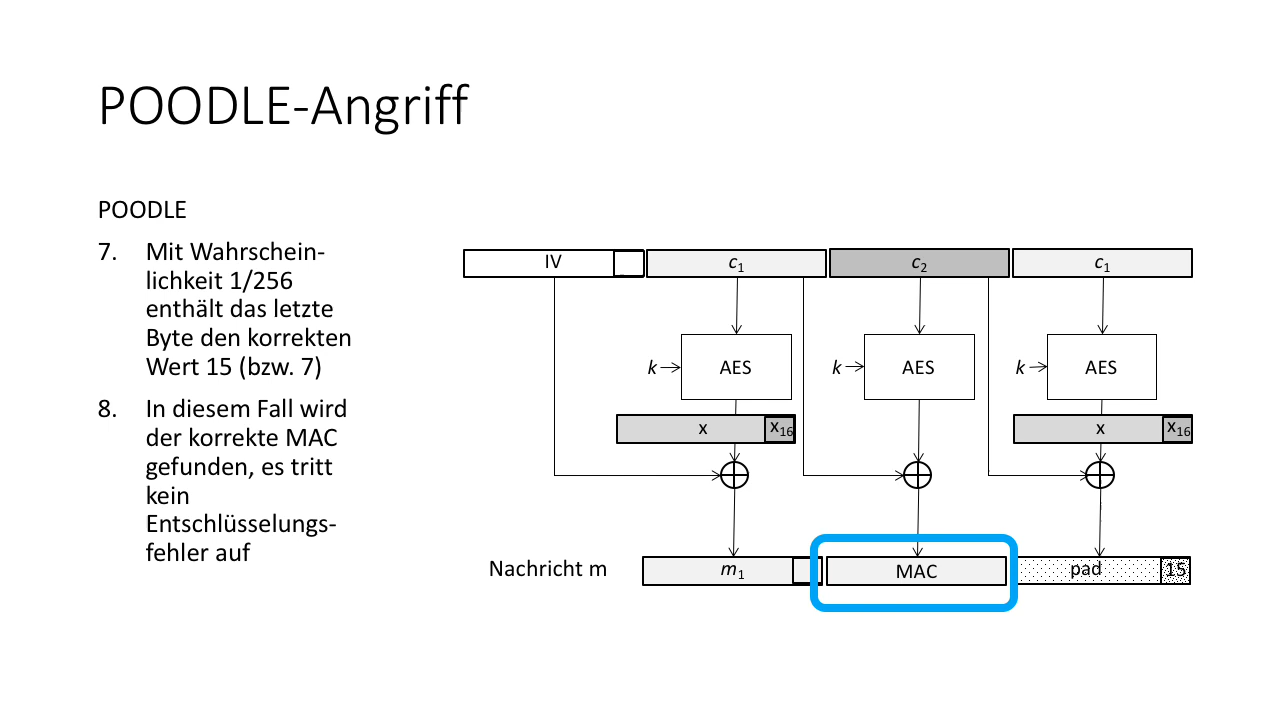 POODLE-Angriff
POODLE
7. Mit Wahrschein-
lichkeit 1/256
enthält das letzte
Byte den korrekten
Wert 15 (bzw. 7)
8. In diesem Fall wird
der korrekte MAC
gefunden, es tritt
kein
Entschlüsselungs-
fehler auf
IV c₁ c₂ c₁
k AES k AES k AES
x x₁₆ x x₁₆
Nachricht m m₁ MAC pad 15